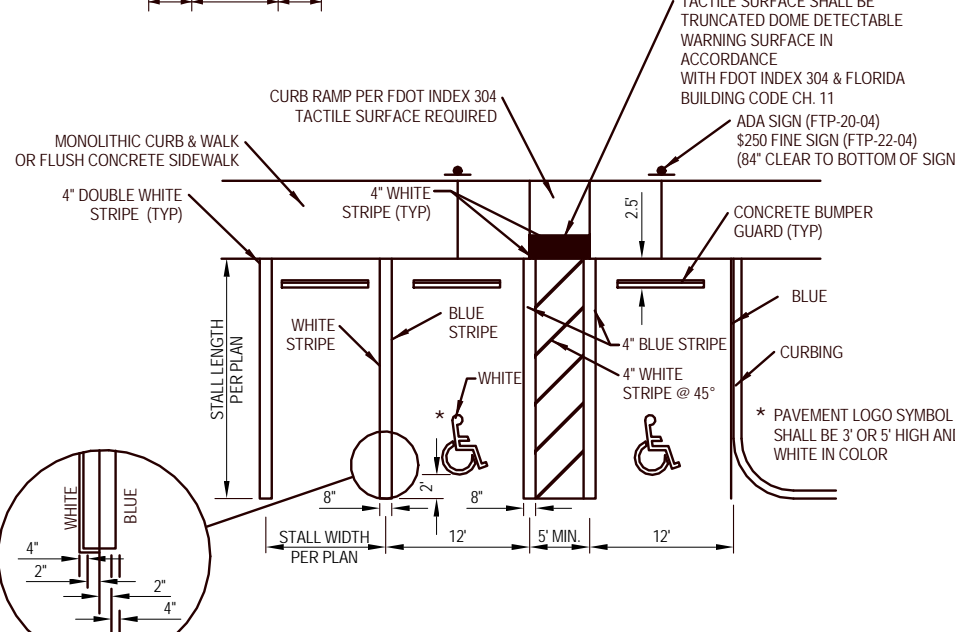 TACTILE SURFACE SHALL BE
TRUNCATED DOME DETECTABLE
WARNING SURFACE IN
ACCORDANCE
WITH FDOT INDEX 304 & FLORIDA
BUILDING CODE CH. 11
CURB RAMP PER FDOT INDEX 304
TACTILE SURFACE REQUIRED
ADA SIGN (FTP-20-04)
$250 FINE SIGN (FTP-22-04)
(84" CLEAR TO BOTTOM OF SIGN
MONOLITHIC CURB & WALK
OR FLUSH CONCRETE SIDEWALK
4" DOUBLE WHITE
STRIPE (TYP)
4" WHITE
STRIPE (TYP)
2.5'
CONCRETE BUMPER
GUARD (TYP)
STALL LENGTH
PER PLAN
WHITE
STRIPE
BLUE
STRIPE
BLUE
4" BLUE STRIPE
CURBING
WHITE
4" WHITE
STRIPE @ 45°
*
* PAVEMENT LOGO SYMBOL
SHALL BE 3' OR 5' HIGH AND
WHITE IN COLOR
2'
8"
8"
STALL WIDTH
PER PLAN
12'
5' MIN.
12'
WHITE
BLUE
4"
2"
2"
4"